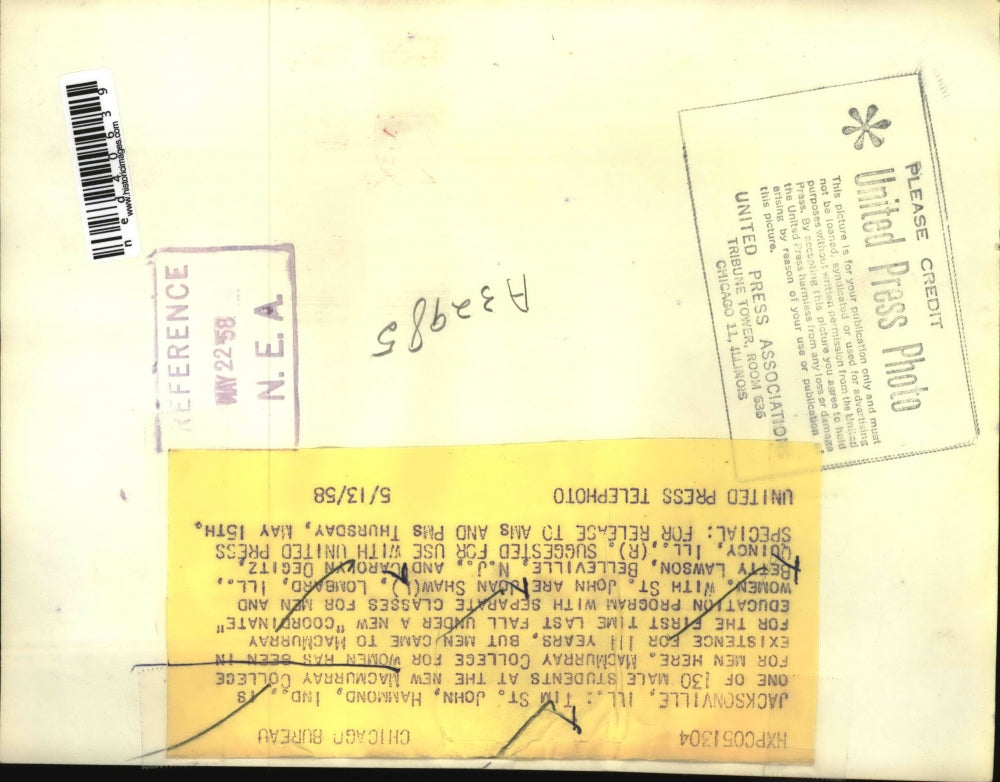 HXPC051304 CHICAGO BUREAU
JACKSONVILLE, ILL.: TIM ST. JOHN, HAMMOND, IND., IS
ONE OF 130 MALE STUDENTS AT THE NEW MACMURRAY COLLEGE
FOR MEN HERE. MACMURRAY COLLEGE FOR WOMEN HAS BEEN IN
EXISTENCE FOR 111 YEARS, BUT MEN CAME TO MACMURRAY
FOR THE FIRST TIME LAST FALL UNDER A NEW "COORDINATE"
EDUCATION PROGRAM WITH SEPARATE CLASSES FOR MEN AND
WOMEN. WITH ST. JOHN ARE JOAN SHAW(L), LOMBARD, ILL.,
BETTY LAWSON, BELLEVILLE, N.J., AND CAROLYN DEGITZ,
QUINCY, ILL.,(R). SUGGESTED FOR USE WITH UNITED PRESS
SPECIAL: FOR RELEASE TO AMS AND PMS THURSDAY, MAY 15TH.
UNITED PRESS TELEPHOTO 5/13/58
PLEASE CREDIT
United Press Photo
This picture is for your publication only and must
not be loaned, syndicated or used for advertising
purposes without written permission from the United
Press. By accepting this picture you agree to hold
the United Press harmless from any loss or damage
arising by reason of your use or publication of
this picture.
UNITED PRESS ASSOCIATION
TRIBUNE TOWER, ROOM 635
CHICAGO 11, ILLINOIS
A32985
REFERENCE
MAY 22 '58
N. E. A.
www.historicimages.com